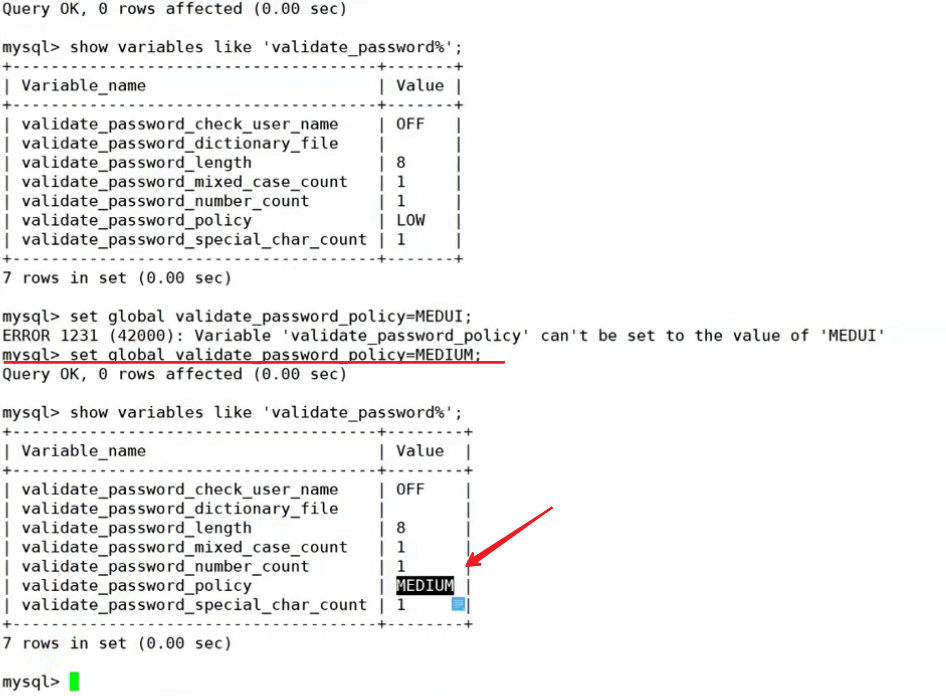 Query OK, 0 rows affected (0.00 sec)
mysql> show variables like 'validate_password%';
+--------------------------------------+-------+
| Variable_name                        | Value |
+--------------------------------------+-------+
| validate_password_check_user_name    | OFF   |
| validate_password_dictionary_file    |       |
| validate_password_length             | 8     |
| validate_password_mixed_case_count   | 1     |
| validate_password_number_count       | 1     |
| validate_password_policy             | LOW   |
| validate_password_special_char_count | 1     |
+--------------------------------------+-------+
7 rows in set (0.00 sec)
mysql> set global validate_password_policy=MEDUI;
ERROR 1231 (42000): Variable 'validate_password_policy' can't be set to the value of 'MEDUI'
mysql> set global validate_password_policy=MEDIUM;
Query OK, 0 rows affected (0.00 sec)
mysql> show variables like 'validate_password%';
+--------------------------------------+--------+
| Variable_name                        | Value  |
+--------------------------------------+--------+
| validate_password_check_user_name    | OFF    |
| validate_password_dictionary_file    |        |
| validate_password_length             | 8      |
| validate_password_mixed_case_count   | 1      |
| validate_password_number_count       | 1      |
| validate_password_policy             | MEDIUM |
| validate_password_special_char_count | 1      |
+--------------------------------------+--------+
7 rows in set (0.00 sec)
mysql>